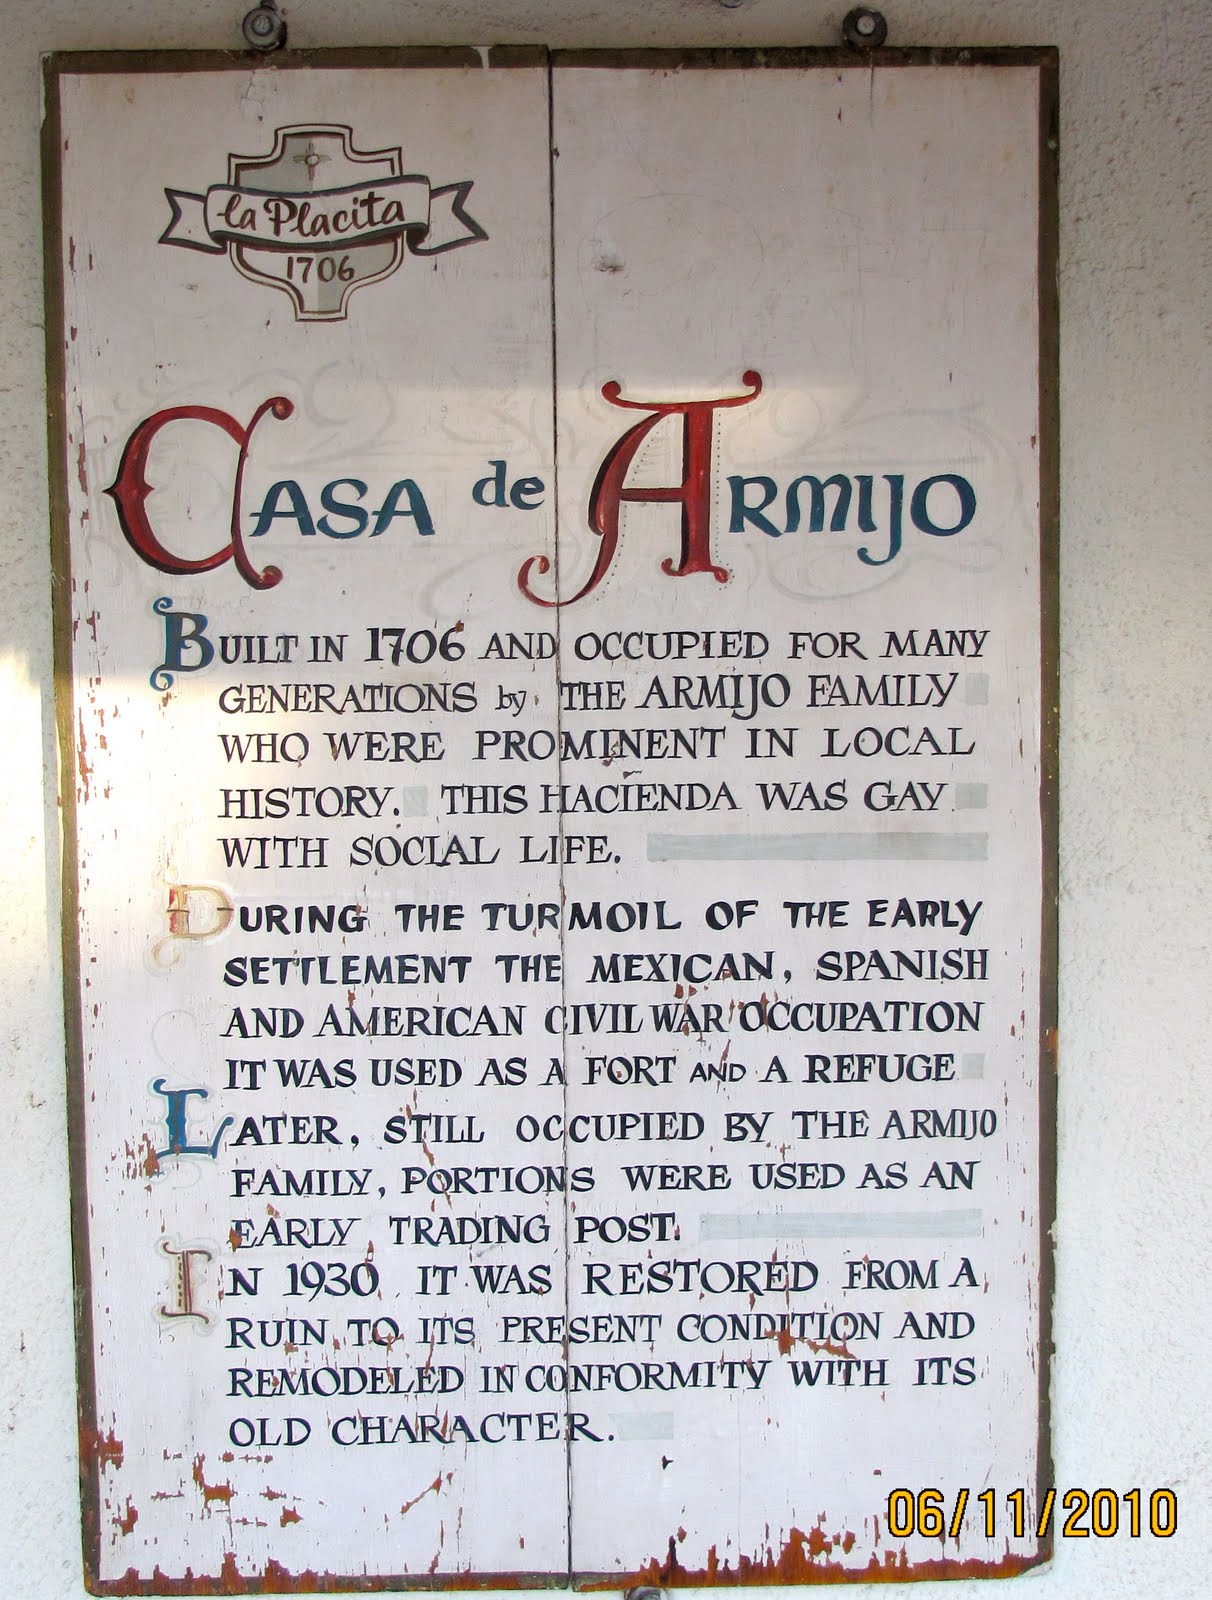 la Placita
1706
CASA de ARMIJO
BUILT IN 1706 AND OCCUPIED FOR MANY
GENERATIONS by THE ARMIJO FAMILY
WHO WERE PROMINENT IN LOCAL
HISTORY. THIS HACIENDA WAS GAY
WITH SOCIAL LIFE.
DURING THE TURMOIL OF THE EARLY
SETTLEMENT THE MEXICAN, SPANISH
AND AMERICAN CIVIL WAR OCCUPATION
IT WAS USED AS A FORT AND A REFUGE
LATER, STILL OCCUPIED BY THE ARMIJO
FAMILY, PORTIONS WERE USED AS AN
EARLY TRADING POST.
IN 1930 IT WAS RESTORED FROM A
RUIN TO ITS PRESENT CONDITION AND
REMODELED IN CONFORMITY WITH ITS
OLD CHARACTER.
06/11/2010